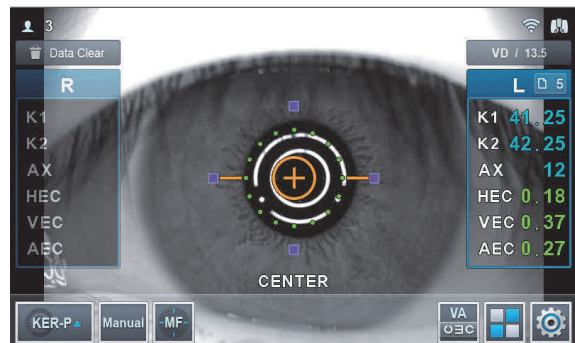 3
Data Clear
VD / 13.5
R
L 5
K1
K2
AX
HEC
VEC
AEC
K1 41.25
K2 42.25
AX 12
HEC 0.18
VEC 0.37
AEC 0.27
CENTER
KER-P
Manual
MF
VA